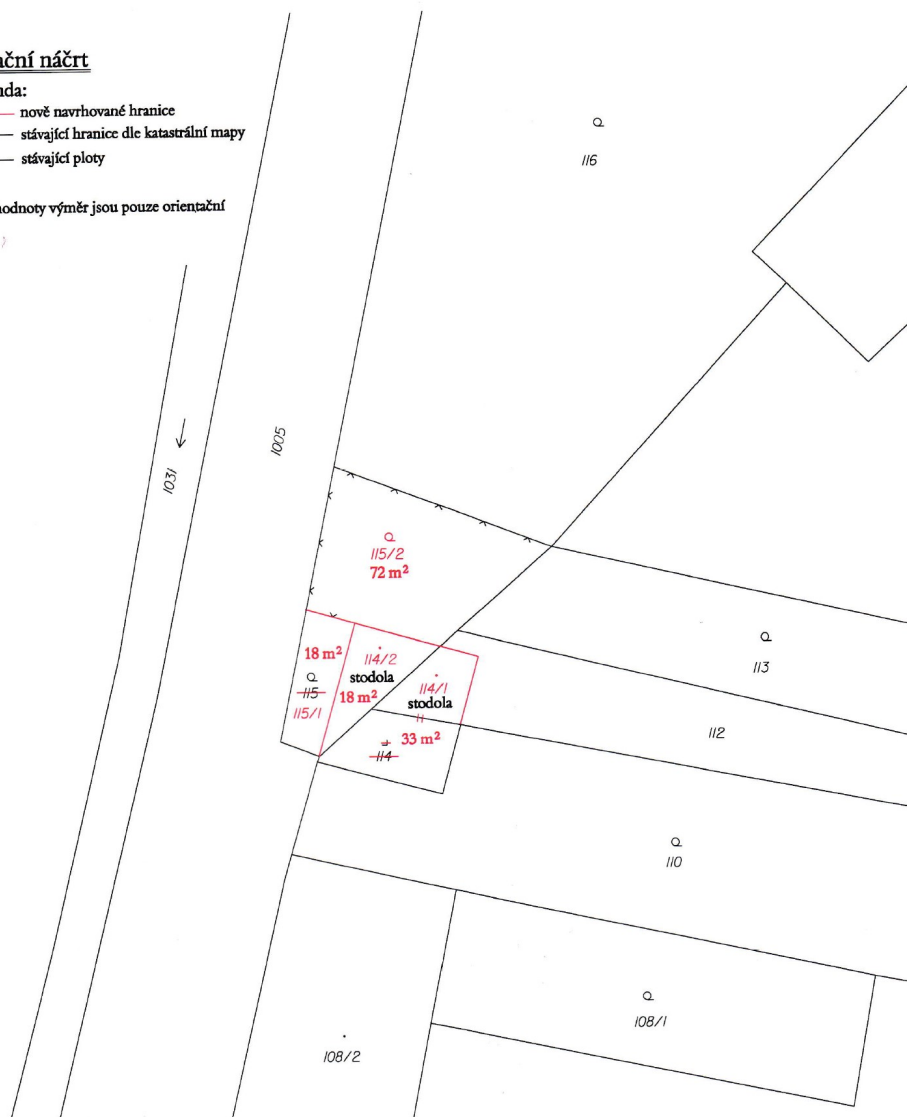 ační náčrt
nda:
nově navrhované hranice
stávající hranice dle katastrální mapy
stávající ploty
hodnoty výměr jsou pouze orientační
116
1005
1031
115/2
72 m²
18 m²
114/2
stodola
115
18 m²
114/1
stodola
115/1
33 m²
114
113
112
110
108/1
108/2